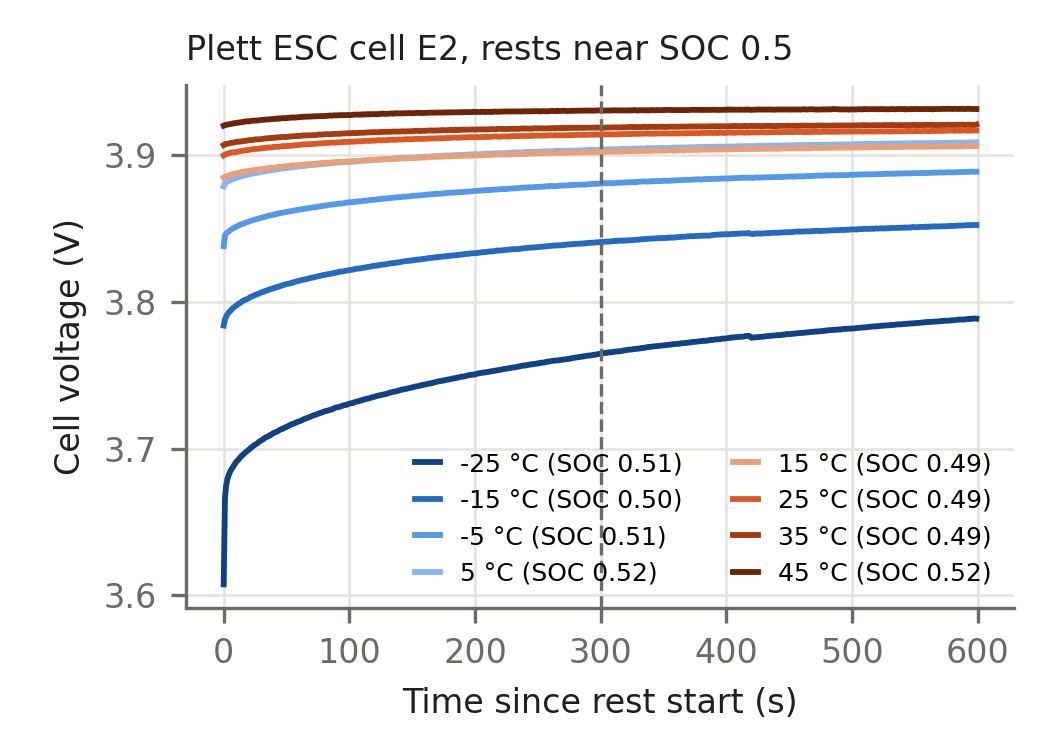 Plett ESC cell E2, rests near SOC 0.5
Cell voltage (V)
3.9
3.8
3.7
3.6
-25 °C (SOC 0.51)
-15 °C (SOC 0.50)
-5 °C (SOC 0.51)
5 °C (SOC 0.52)
15 °C (SOC 0.49)
25 °C (SOC 0.49)
35 °C (SOC 0.49)
45 °C (SOC 0.52)
0 100 200 300 400 500 600
Time since rest start (s)